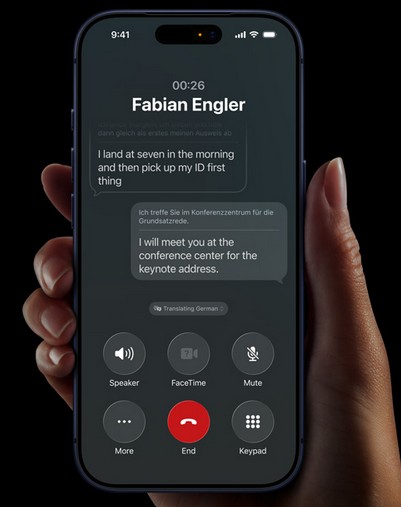 9:41
00:26
Fabian Engler
dann gleich als erstes meinen Ausweis ab
I land at seven in the morning
and then pick up my ID first
thing
Ich treffe Sie im Konferenzzentrum für die
Grundsatzrede.
I will meet you at the
conference center for the
keynote address.
Translating German
Speaker
FaceTime
Mute
More
End
Keypad